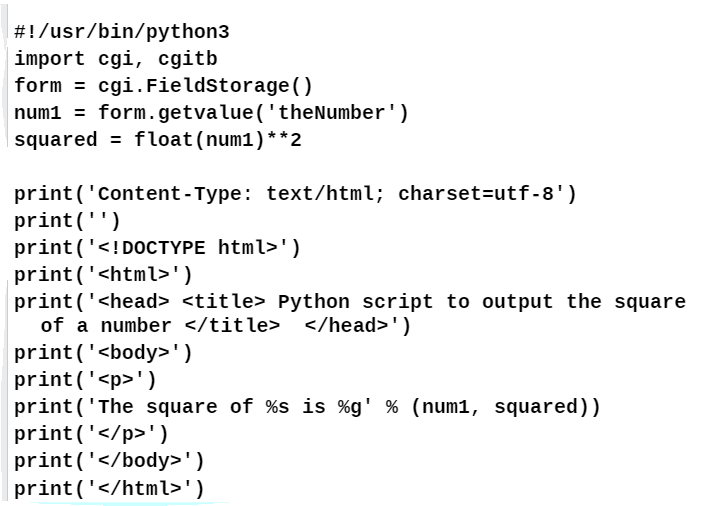 #!/usr/bin/python3
import cgi, cgitb
form = cgi.FieldStorage()
num1 = form.getvalue('theNumber')
squared = float(num1)**2

print('Content-Type: text/html; charset=utf-8')
print('')
print('<!DOCTYPE html>')
print('<html>')
print('<head> <title> Python script to output the square
of a number </title>  </head>')
print('<body>')
print('<p>')
print('The square of %s is %g' % (num1, squared))
print('</p>')
print('</body>')
print('</html>')